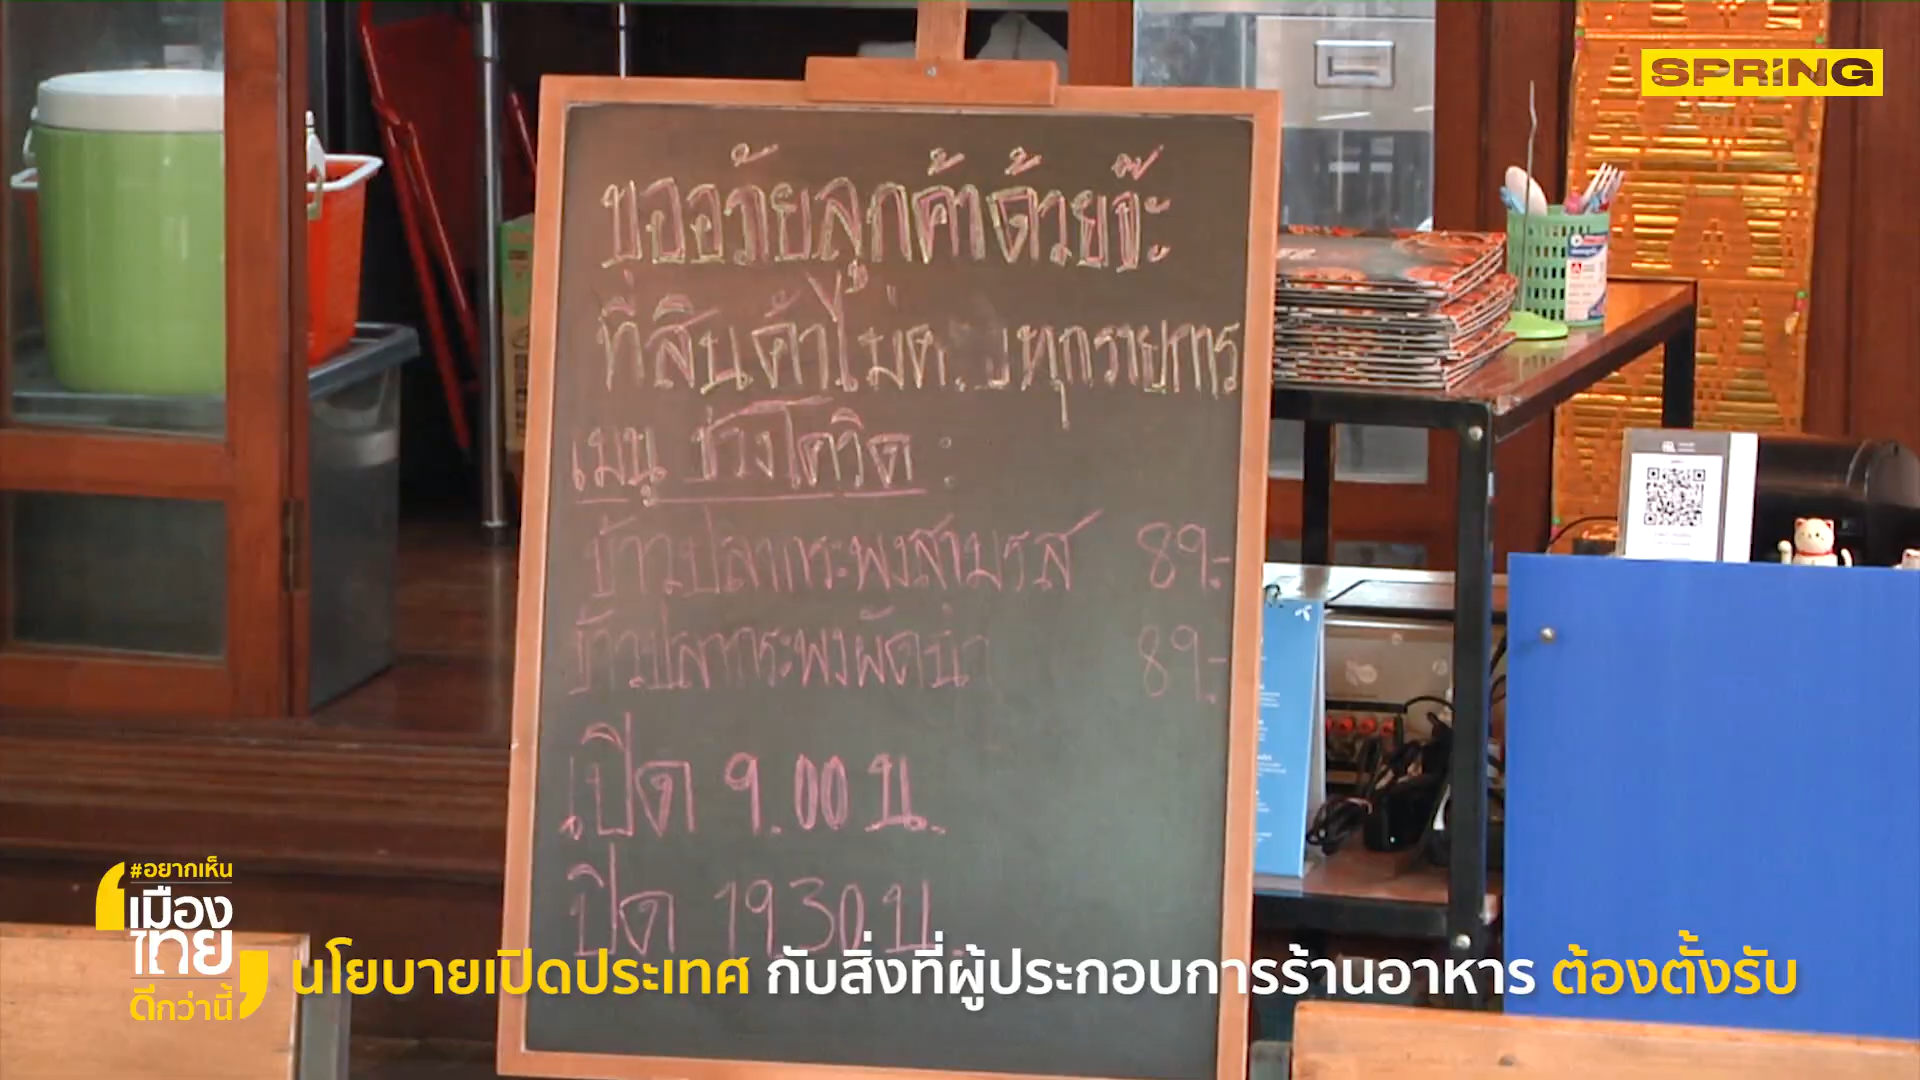 SPRiNG
ขออภัยลูกค้าด้วยจ๊ะ
ที่สินค้าไม่ค บทุกรายการ
เมนู ช่วงโควิด :
ข้าวปลากระพงสามรส 89.-
ข้าวปลากระพงผัดฉ่า 89.-
เปิด 9.00 น.
ปิด 19.30 น.
#อยากเห็น
เมือง
ไทย
ดีกว่านี้
นโยบายเปิดประเทศ กับสิ่งที่ผู้ประกอบการร้านอาหาร ต้องตั้งรับ